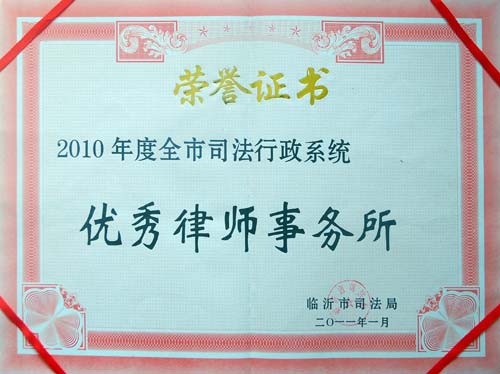 荣誉证书
2010年度全市司法行政系统
优秀律师事务所
临沂市司法局
二〇一一年一月